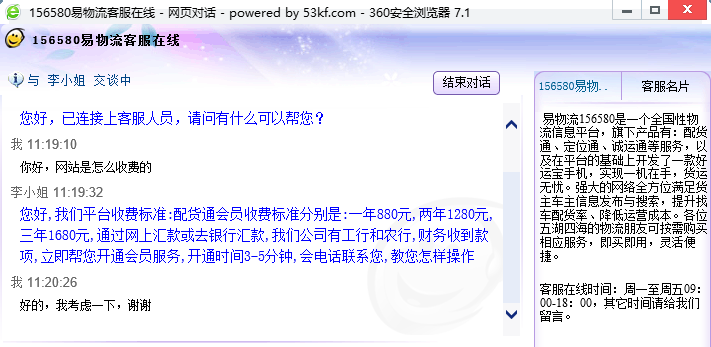 156580易物流客服在线 - 网页对话 - powered by 53kf.com - 360安全浏览器 7.1
156580易物流客服在线
与 李小姐 交谈中
结束对话
您好，已连接上客服人员，请问有什么可以帮您？
我 11:19:10
你好，网站是怎么收费的
李小姐 11:19:32
您好,我们平台收费标准:配货通会员收费标准分别是:一年880元,两年1280元,
三年1680元,通过网上汇款或去银行汇款,我们公司有工行和农行,财务收到款
项,立即帮您开通会员服务,开通时间3-5分钟,会电话联系您,教您怎样操作
我 11:20:26
好的，我考虑一下，谢谢
156580易物..
客服名片
易物流156580是一个全国性物
流信息平台，旗下产品有：配货
通、定位通、诚运通等服务，以
及在平台的基础上开发了一款好
运宝手机，实现一机在手，货运
无忧。强大的网络全方位满足货
主车主信息发布与搜索，提升找
车配货率、降低运营成本。各位
五湖四海的物流朋友可按需购买
相应服务，即买即用，灵活便
捷。
客服在线时间：周一至周五09：
00-18：00，其它时间请给我们
留言。